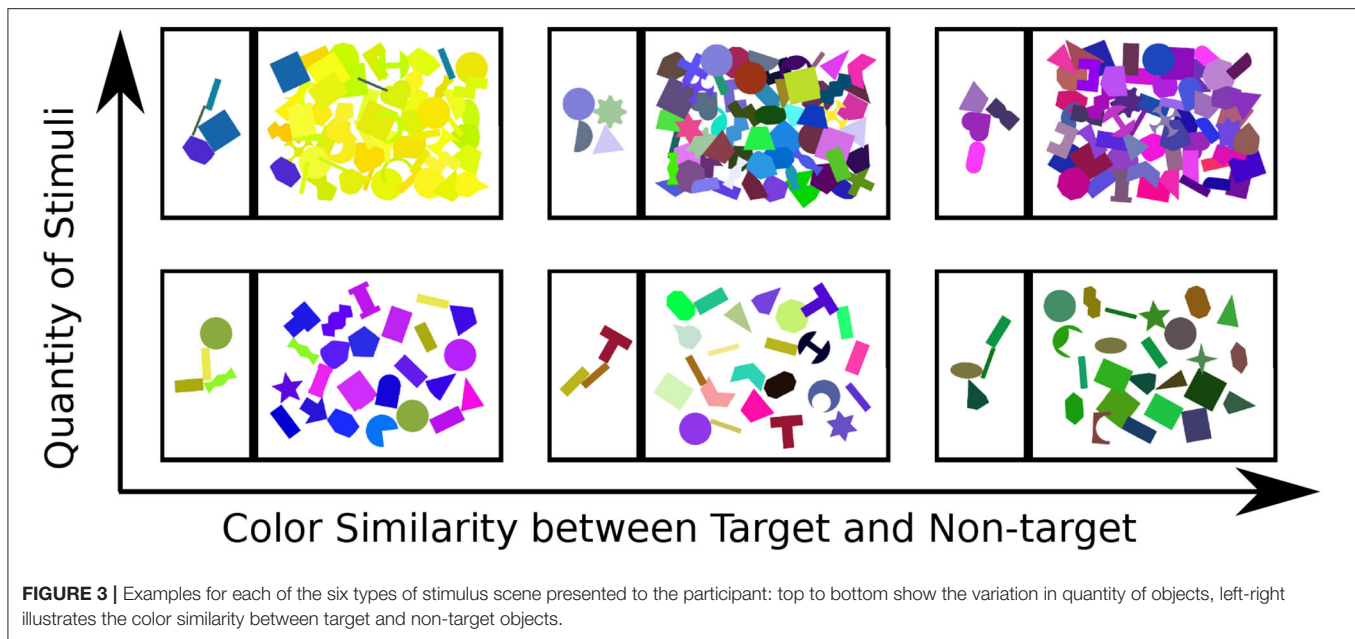 Quantity of Stimuli
Color Similarity between Target and Non-target
FIGURE 3 | Examples for each of the six types of stimulus scene presented to the participant: top to bottom show the variation in quantity of objects, left-right
illustrates the color similarity between target and non-target objects.